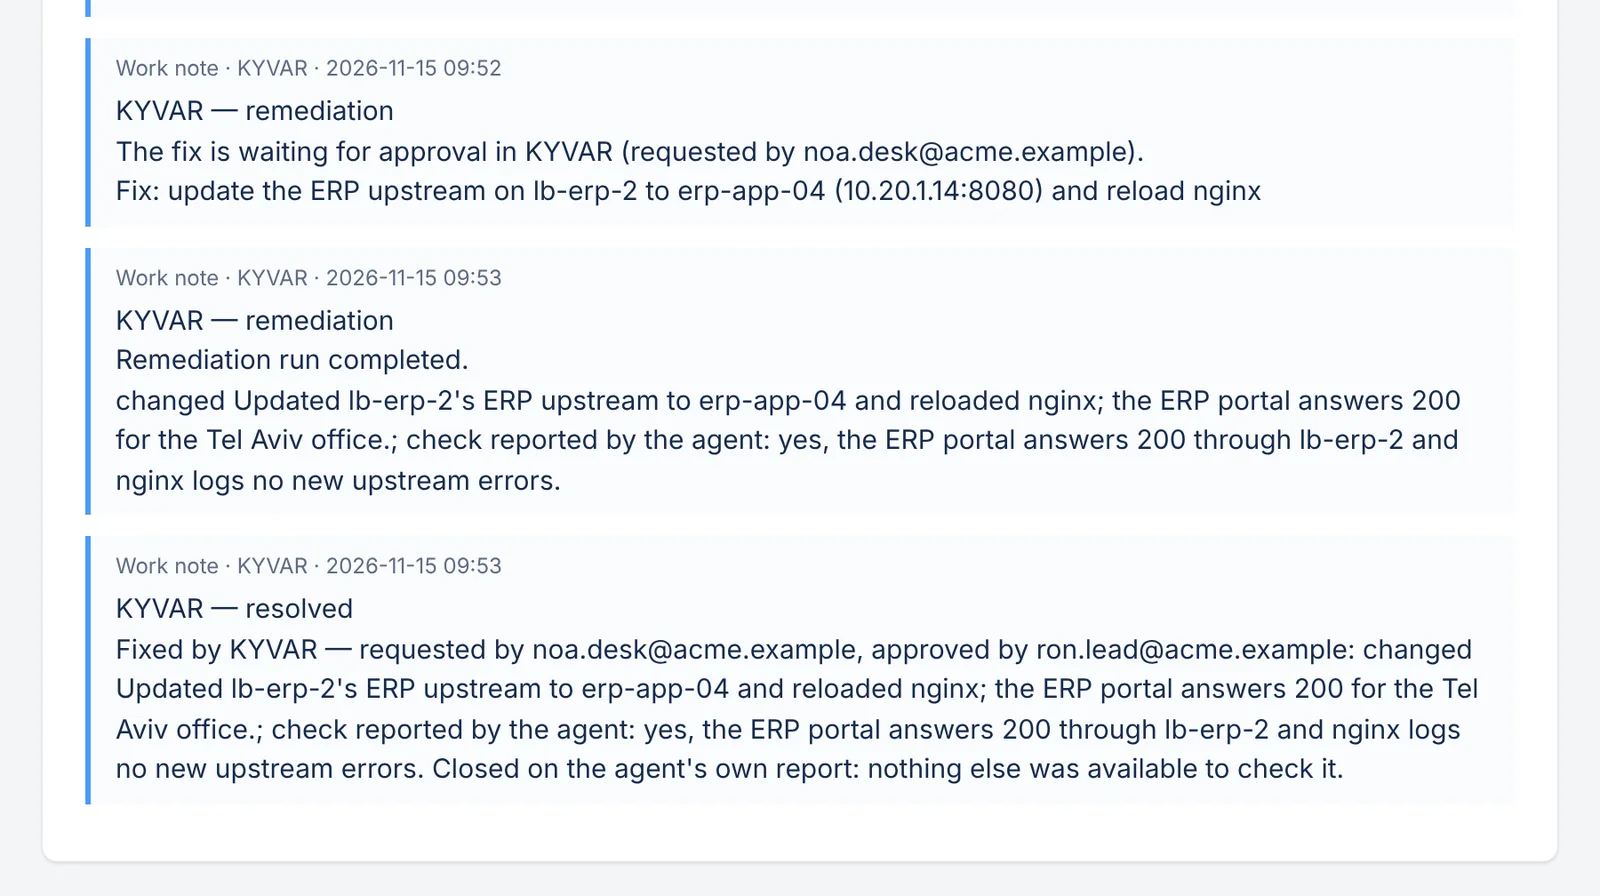 Work note · KYVAR · 2026-11-15 09:52
KYVAR — remediation
The fix is waiting for approval in KYVAR (requested by noa.desk@acme.example).
Fix: update the ERP upstream on lb-erp-2 to erp-app-04 (10.20.1.14:8080) and reload nginx
Work note · KYVAR · 2026-11-15 09:53
KYVAR — remediation
Remediation run completed.
changed Updated lb-erp-2's ERP upstream to erp-app-04 and reloaded nginx; the ERP portal answers 200
for the Tel Aviv office.; check reported by the agent: yes, the ERP portal answers 200 through lb-erp-2 and
nginx logs no new upstream errors.
Work note · KYVAR · 2026-11-15 09:53
KYVAR — resolved
Fixed by KYVAR — requested by noa.desk@acme.example, approved by ron.lead@acme.example: changed
Updated lb-erp-2's ERP upstream to erp-app-04 and reloaded nginx; the ERP portal answers 200 for the Tel
Aviv office.; check reported by the agent: yes, the ERP portal answers 200 through lb-erp-2 and nginx logs
no new upstream errors. Closed on the agent's own report: nothing else was available to check it.